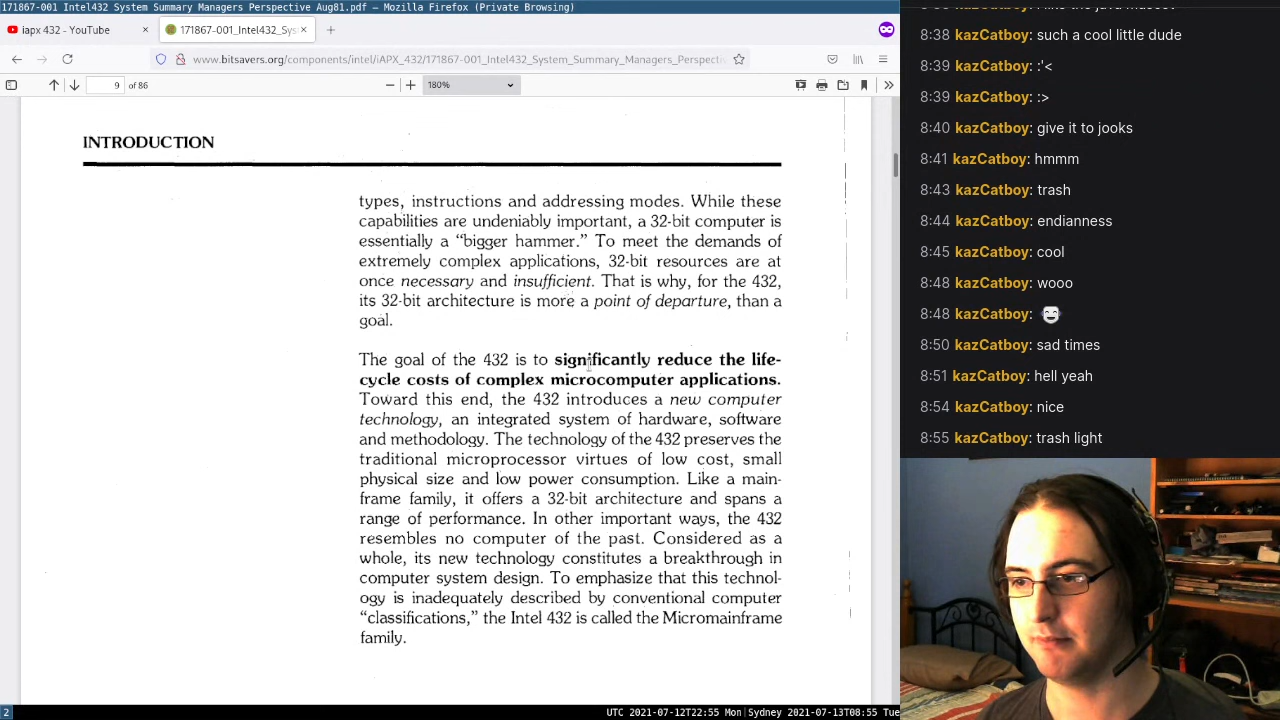 171867-001 Intel432 System Summary Managers Perspective Aug81.pdf — Mozilla Firefox (Private Browsing)
iapx 432 - YouTube
171867-001_Intel432_Sys
www.bitsavers.org/components/intel/iAPX_432/171867-001_Intel432_System_Summary_Managers_Perspecti
9 of 86
180%
INTRODUCTION
types, instructions and addressing modes. While these
capabilities are undeniably important, a 32-bit computer is
essentially a “bigger hammer.” To meet the demands of
extremely complex applications, 32-bit resources are at
once necessary and insufficient. That is why, for the 432,
its 32-bit architecture is more a point of departure, than a
goal.
The goal of the 432 is to significantly reduce the life-
cycle costs of complex microcomputer applications.
Toward this end, the 432 introduces a new computer
technology, an integrated system of hardware, software
and methodology. The technology of the 432 preserves the
traditional microprocessor virtues of low cost, small
physical size and low power consumption. Like a main-
frame family, it offers a 32-bit architecture and spans a
range of performance. In other important ways, the 432
resembles no computer of the past. Considered as a
whole, its new technology constitutes a breakthrough in
computer system design. To emphasize that this technol-
ogy is inadequately described by conventional computer
“classifications,” the Intel 432 is called the Micromainframe
family.
8:38 kazCatboy: such a cool little dude
8:39 kazCatboy: :'<
8:39 kazCatboy: :>
8:40 kazCatboy: give it to jooks
8:41 kazCatboy: hmmm
8:43 kazCatboy: trash
8:44 kazCatboy: endianness
8:45 kazCatboy: cool
8:48 kazCatboy: wooo
8:48 kazCatboy:
8:50 kazCatboy: sad times
8:51 kazCatboy: hell yeah
8:54 kazCatboy: nice
8:55 kazCatboy: trash light
2
UTC 2021-07-12T22:55 Mon|Sydney 2021-07-13T08:55 Tue